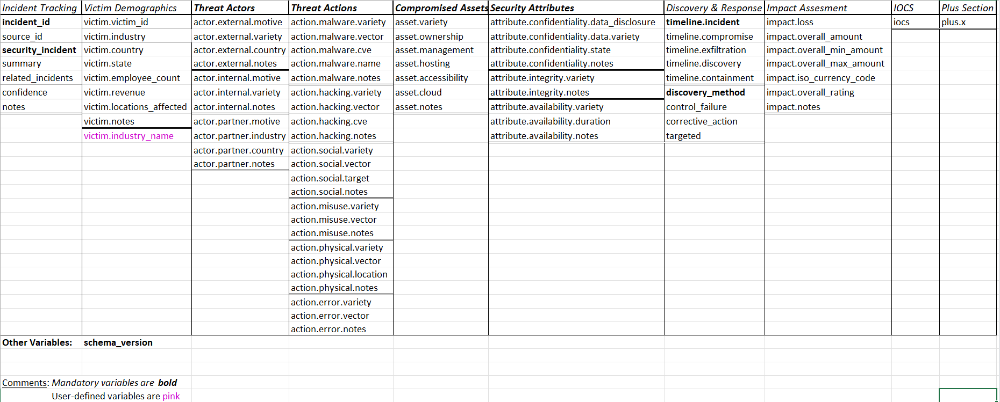 Incident Tracking Victim Demographics Threat Actors Threat Actions Compromised Assets Security Attributes Discovery & Response Impact Assesment IOCS Plus Section
incident_id victim.victim_id actor.external.motive action.malware.variety asset.variety attribute.confidentiality.data_disclosure timeline.incident impact.loss iocs plus.x
source_id victim.industry actor.external.variety action.malware.vector asset.ownership attribute.confidentiality.data.variety timeline.compromise impact.overall_amount
security_incident victim.country actor.external.country action.malware.cve asset.management attribute.confidentiality.state timeline.exfiltration impact.overall_min_amount
summary victim.state actor.external.notes action.malware.name asset.hosting attribute.confidentiality.notes timeline.discovery impact.overall_max_amount
related_incidents victim.employee_count actor.internal.motive action.malware.notes asset.accessibility attribute.integrity.variety timeline.containment impact.iso_currency_code
confidence victim.revenue actor.internal.variety action.hacking.variety asset.cloud attribute.integrity.notes discovery_method impact.overall_rating
notes victim.locations_affected actor.internal.notes action.hacking.vector asset.notes attribute.availability.variety control_failure impact.notes
victim.notes actor.partner.motive action.hacking.cve attribute.availability.duration corrective_action
victim.industry_name actor.partner.industry action.hacking.notes attribute.availability.notes targeted
actor.partner.country action.social.variety
actor.partner.notes action.social.vector
action.social.target
action.social.notes
action.misuse.variety
action.misuse.vector
action.misuse.notes
action.physical.variety
action.physical.vector
action.physical.location
action.physical.notes
action.error.variety
action.error.vector
action.error.notes
Other Variables: schema_version
Comments: Mandatory variables are bold
User-defined variables are pink